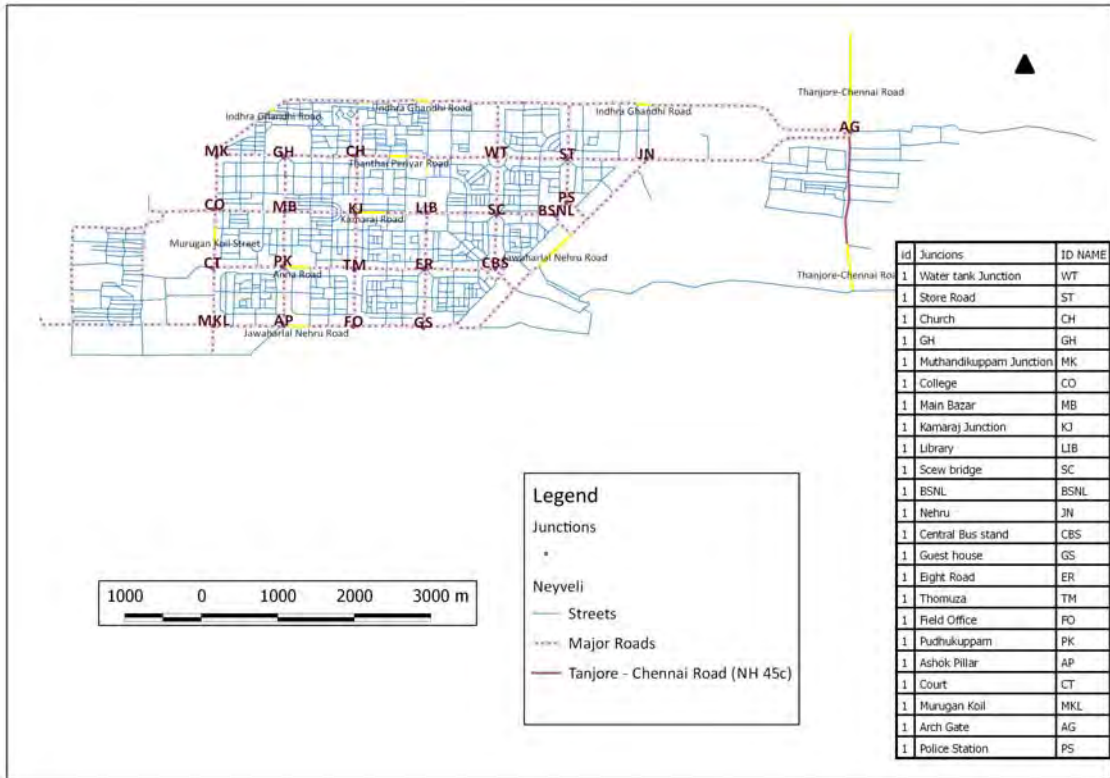 Thanjore-Chennai Road
Indhra Ghandhi Road
Indhra Ghandhi Road
Indhra Ghandhi Road
AG
MK
GH
CH
WT
ST
JN
Thanthai Periyar Road
PS
CO
MB
KJ
LIB
SC
BSNL
Kamaraj Road
Murugan Koil Street
Jawaharlal Nehru Road
CT
PK
TM
ER
CBS
Anna Road
Thanjore-Chennai Roa
MKL
AP
FO
GS
Jawaharlal Nehru Road
id Juncions ID NAME
1 Water tank Junction WT
1 Store Road ST
1 Church CH
1 GH GH
1 Muthandikuppam Junction MK
1 College CO
1 Main Bazar MB
1 Kamaraj Junction KJ
1 Library LIB
1 Scew bridge SC
1 BSNL BSNL
1 Nehru JN
1 Central Bus stand CBS
1 Guest house GS
1 Eight Road ER
1 Thomuza TM
1 Field Office FO
1 Pudhukuppam PK
1 Ashok Pillar AP
1 Court CT
1 Murugan Koil MKL
1 Arch Gate AG
1 Police Station PS
Legend
Junctions
Neyveli
Streets
Major Roads
Tanjore - Chennai Road (NH 45c)
1000 0 1000 2000 3000 m